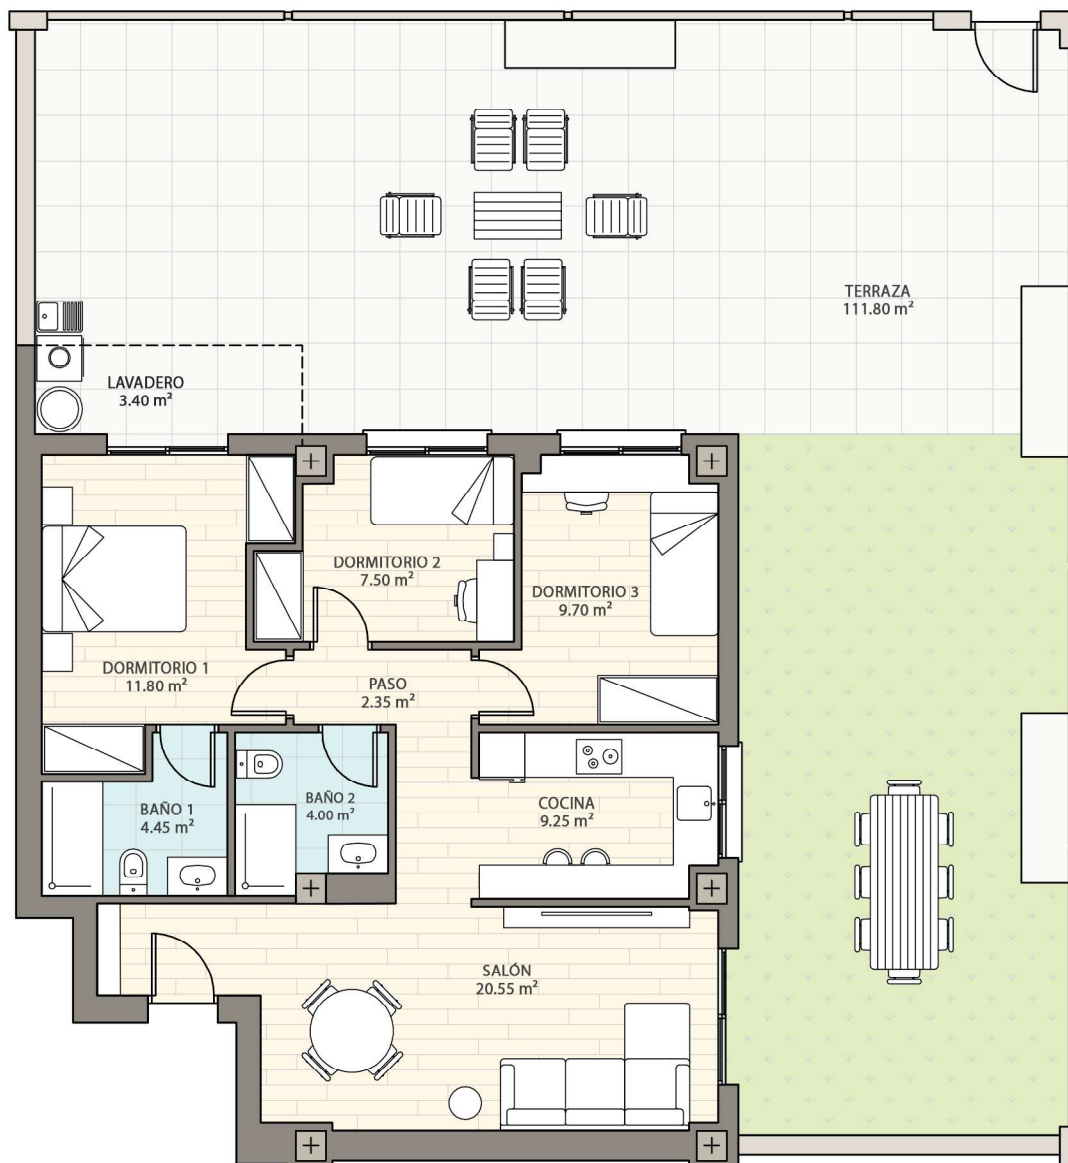 TERRAZA
111.80 m²
LAVADERO
3.40 m²
DORMITORIO 2
7.50 m²
DORMITORIO 3
9.70 m²
DORMITORIO 1
11.80 m²
PASO
2.35 m²
BAÑO 1
4.45 m²
BAÑO 2
4.00 m²
COCINA
9.25 m²
SALÓN
20.55 m²